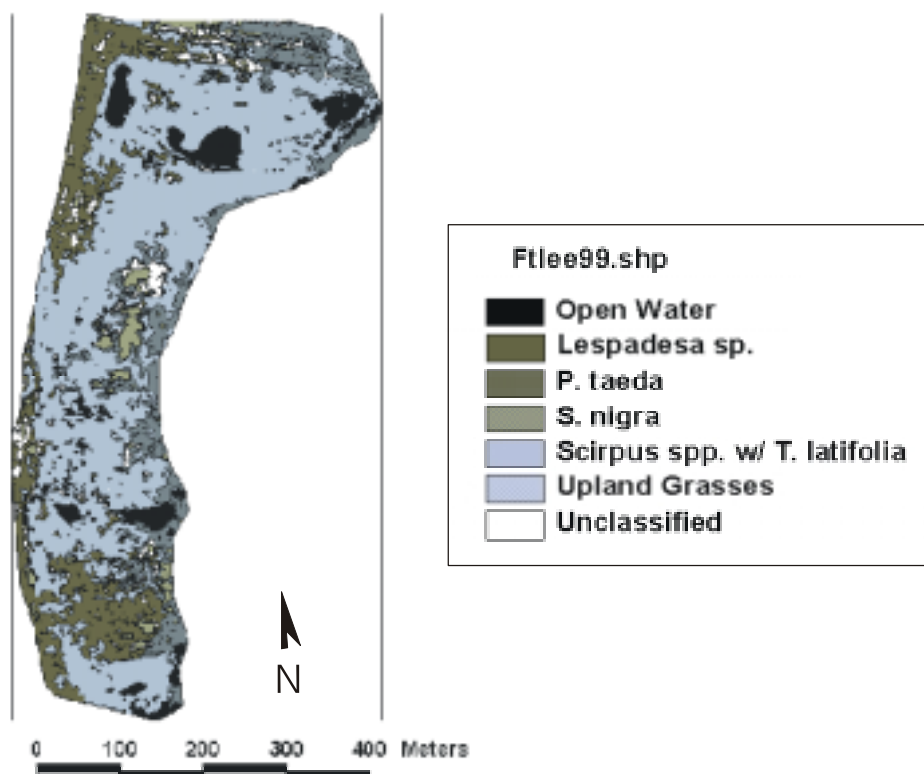 Ftlee99.shp
Open Water
Lespadesa sp.
P. taeda
S. nigra
Scirpus spp. w/ T. latifolia
Upland Grasses
Unclassified
N
0 100 200 300 400 Meters